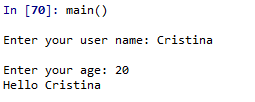 In [70]: main()
Enter your user name: Cristina
Enter your age: 20
Hello Cristina